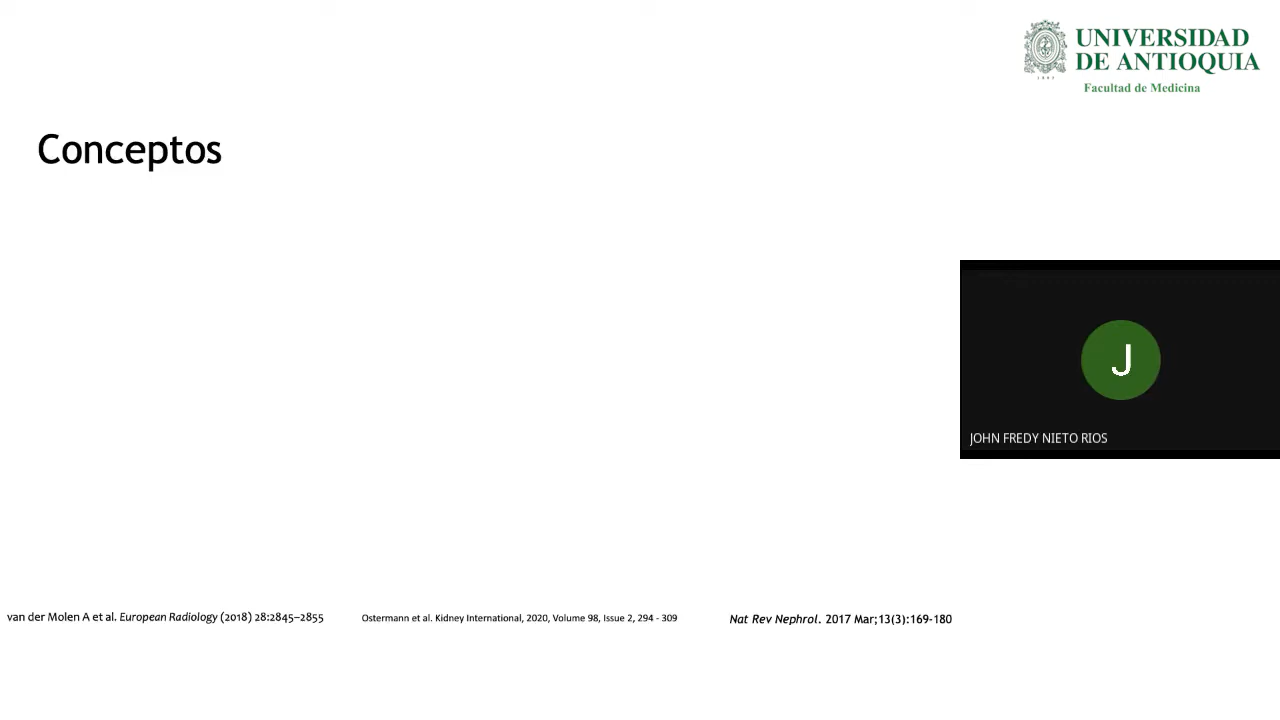 UNIVERSIDAD
DE ANTIOQUIA
1803
Facultad de Medicina
Conceptos
J
JOHN FREDY NIETO RIOS
van der Molen A et al. European Radiology (2018) 28:2845–2855
Ostermann et al. Kidney International, 2020, Volume 98, Issue 2, 294 - 309
Nat Rev Nephrol. 2017 Mar;13(3):169-180